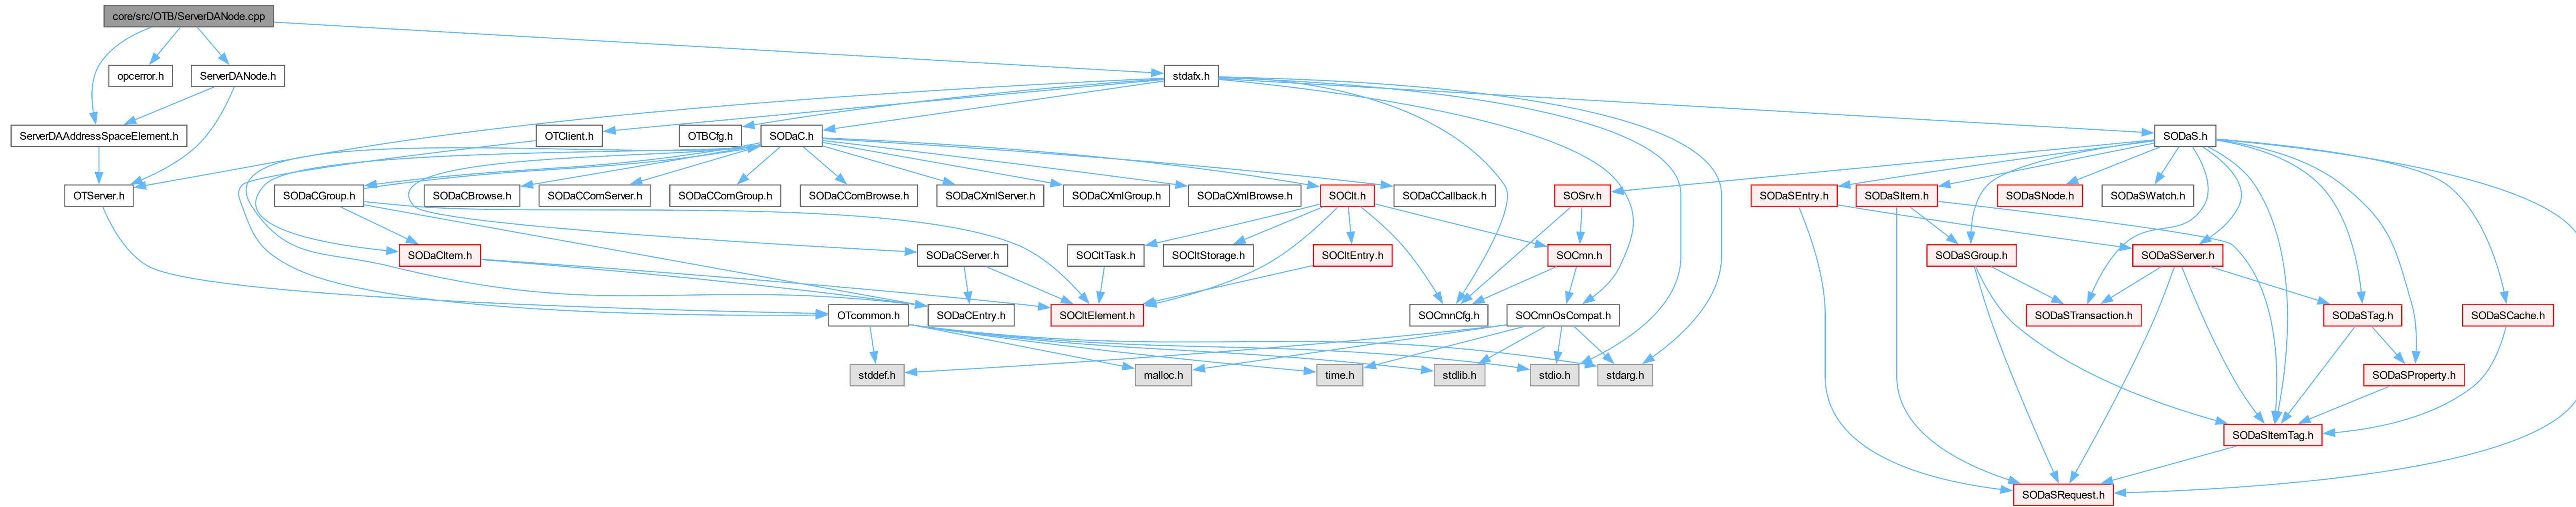 core/src/OTB/ServerDANode.cpp
opcerror.h
ServerDANode.h
stdafx.h
ServerDAAddressSpaceElement.h
OTClient.h
OTBCfg.h
SODaC.h
SODaS.h
OTServer.h
SODaCGroup.h
SODaCBrowse.h
SODaCComServer.h
SODaCComGroup.h
SODaCComBrowse.h
SODaCXmlServer.h
SODaCXmlGroup.h
SODaCXmlBrowse.h
SOClt.h
SODaCCallback.h
SOSrv.h
SODaSEntry.h
SODaSItem.h
SODaSNode.h
SODaSWatch.h
SODaCItem.h
SODaCServer.h
SOCltTask.h
SOCltStorage.h
SOCltEntry.h
SOCmn.h
SODaSGroup.h
SODaSServer.h
OTcommon.h
SODaCEntry.h
SOCltElement.h
SOCmnCfg.h
SOCmnOsCompat.h
SODaSTransaction.h
SODaSTag.h
SODaSCache.h
stddef.h
malloc.h
time.h
stdlib.h
stdio.h
stdarg.h
SODaSProperty.h
SODaSItemTag.h
SODaSRequest.h